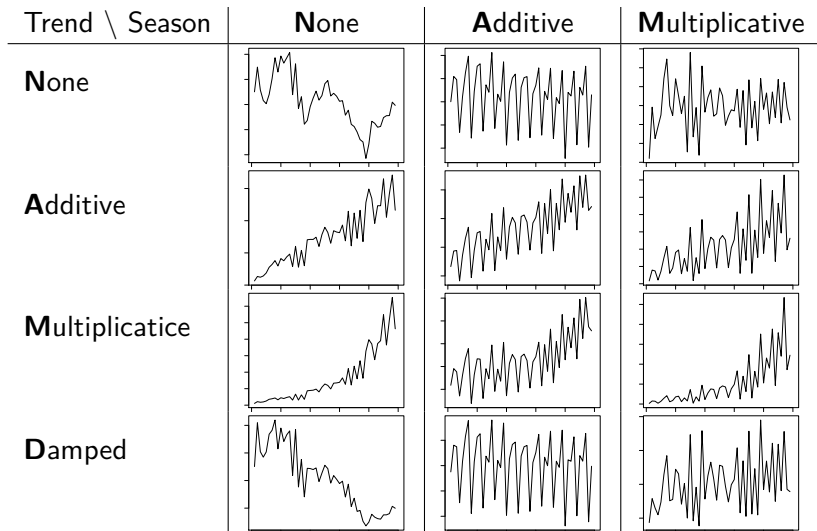 Trend \ Season None Additive Multiplicative
None
Additive
Multiplicatice
Damped